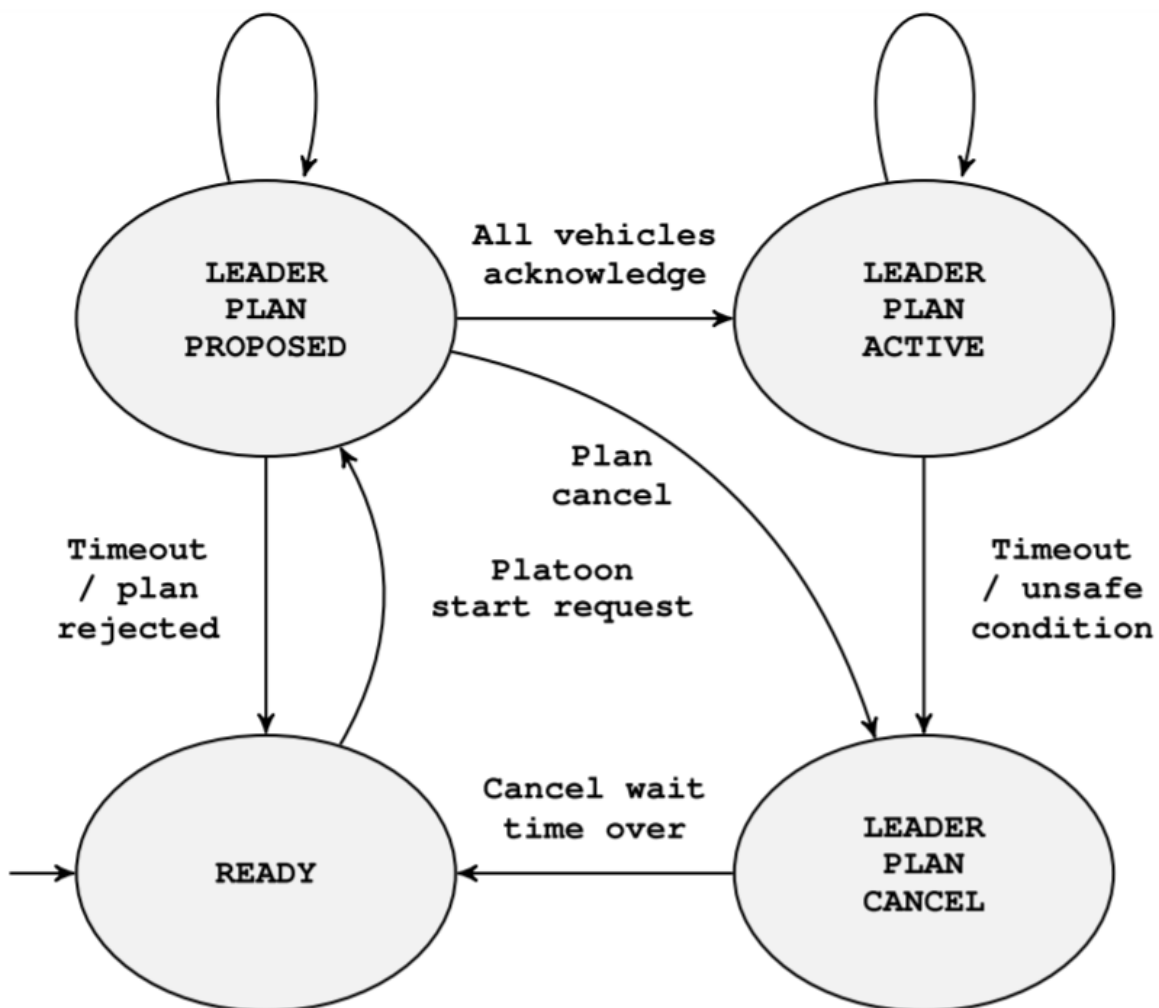 LEADER
PLAN
PROPOSED
All vehicles
acknowledge
LEADER
PLAN
ACTIVE
Plan
cancel
Timeout
/ plan
rejected
Platoon
start request
Timeout
/ unsafe
condition
READY
Cancel wait
time over
LEADER
PLAN
CANCEL